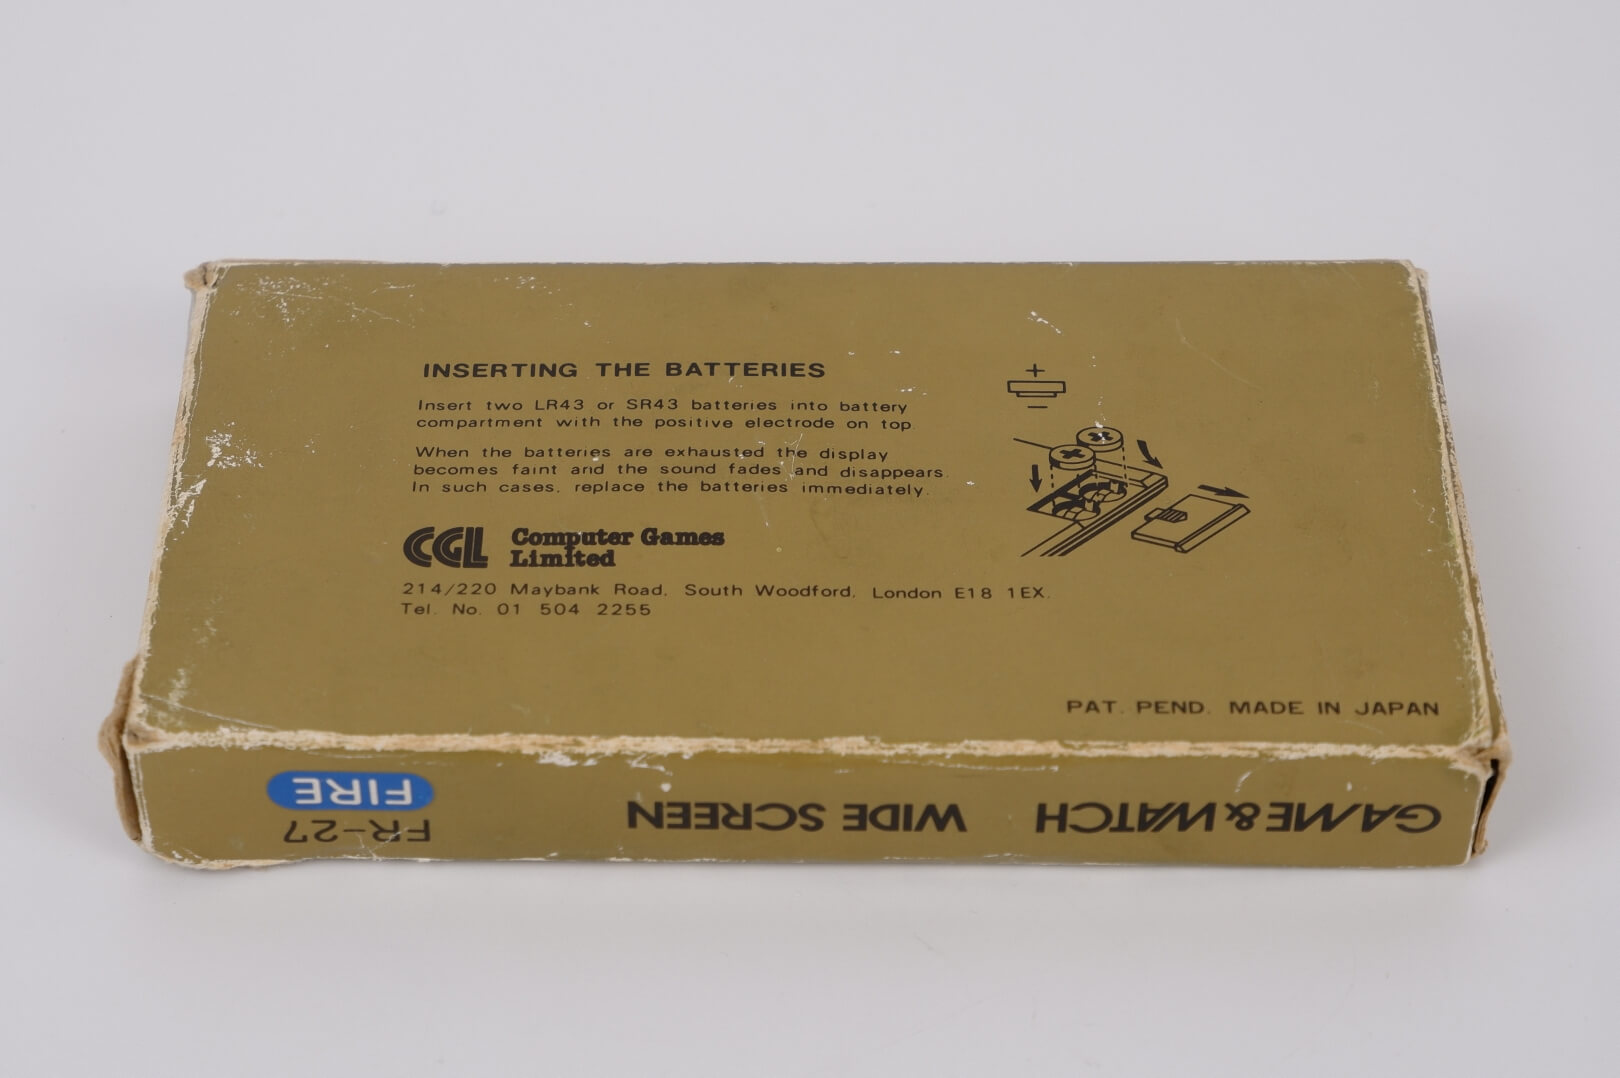 INSERTING THE BATTERIES
Insert two LR43 or SR43 batteries into battery
compartment with the positive electrode on top.
When the batteries are exhausted the display
becomes faint and the sound fades and disappears.
In such cases, replace the batteries immediately.
+
−
CGL Computer Games
Limited
214/220 Maybank Road, South Woodford, London E18 1EX.
Tel. No. 01 504 2255
PAT. PEND. MADE IN JAPAN
GAME&WATCH WIDE SCREEN
FR-27
FIRE